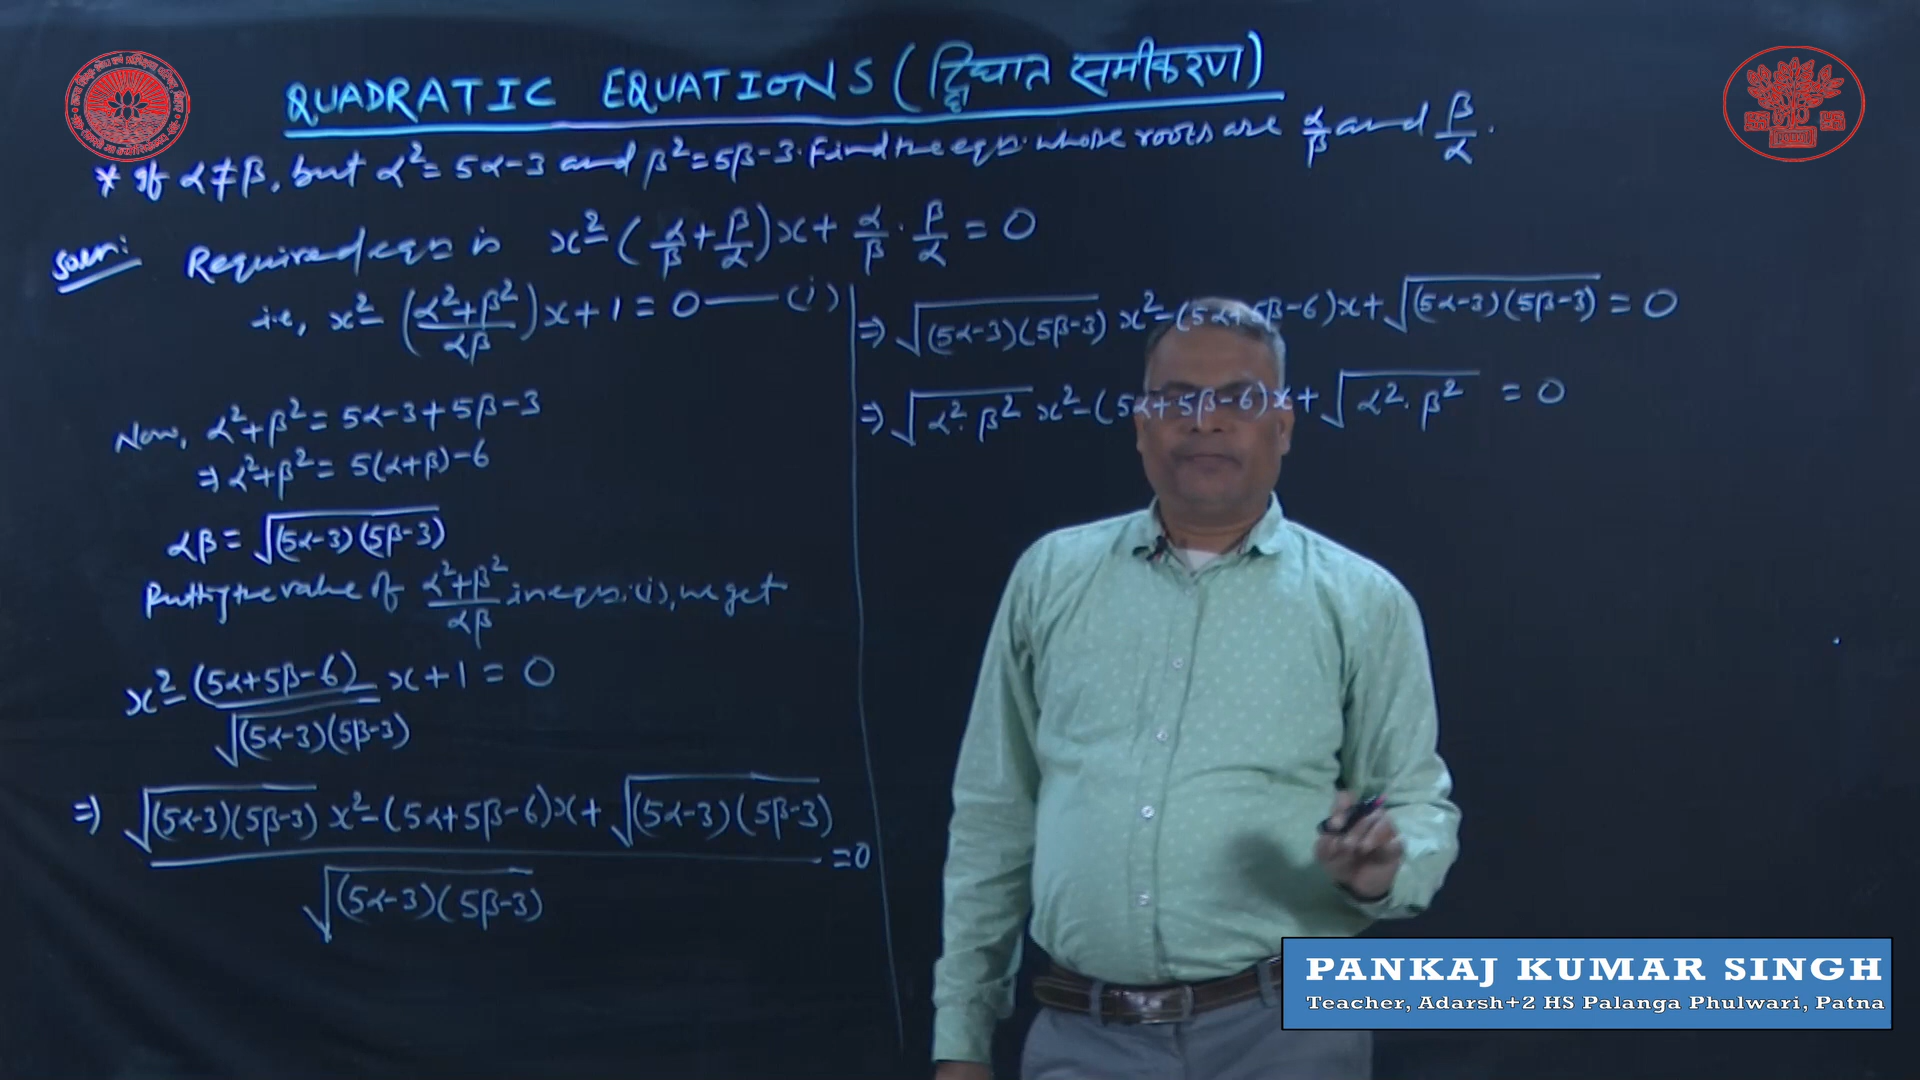 QUADRATIC EQUATIONS (द्विघात समीकरण)
* If α≠β, but α²=5α-3 and β²=5β-3. Find the eqn. whose roots are α/β and β/α.
Soln:
Required eqn is x²-(α/β+β/α)x+α/β·β/α=0
i.e, x²-((α²+β²)/αβ)x+1=0 — (i)
Now, α²+β²=5α-3+5β-3
⇒ α²+β²=5(α+β)-6
αβ=√(5α-3)(5β-3)
Putting the value of (α²+β²)/αβ in eqn.(i), we get
x²-(5α+5β-6)/√(5α-3)(5β-3) x+1=0
⇒ (√(5α-3)(5β-3) x²-(5α+5β-6)x+√(5α-3)(5β-3))/√(5α-3)(5β-3) =0
⇒ √(5α-3)(5β-3) x²-(5α+5β-6)x+√(5α-3)(5β-3) =0
⇒ √α²·β² x²-(5α+5β-6)x+√α²·β² =0
PANKAJ KUMAR SINGH
Teacher, Adarsh+2 HS Palanga Phulwari, Patna